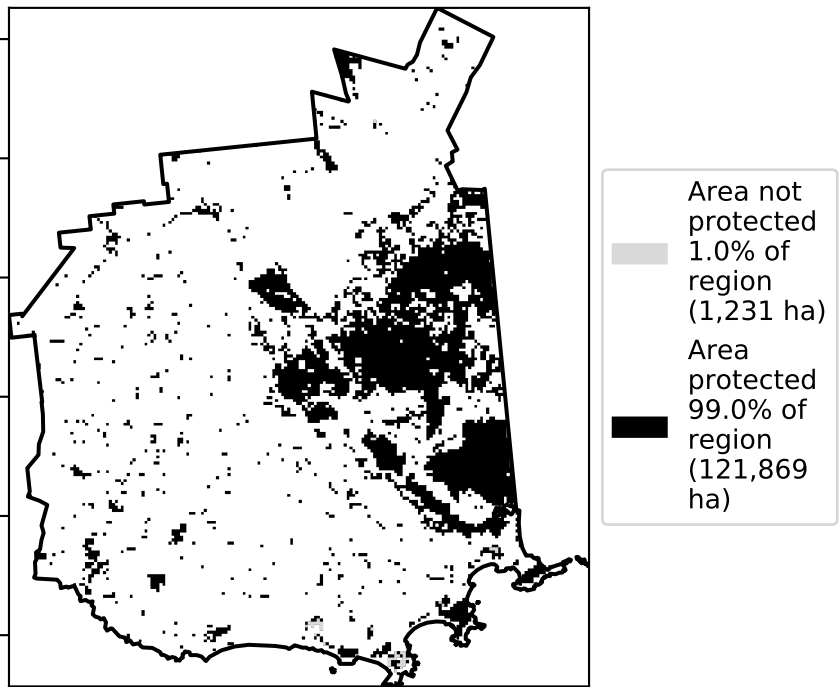 Area not
protected
1.0% of
region
(1,231 ha)
Area
protected
99.0% of
region
(121,869
ha)